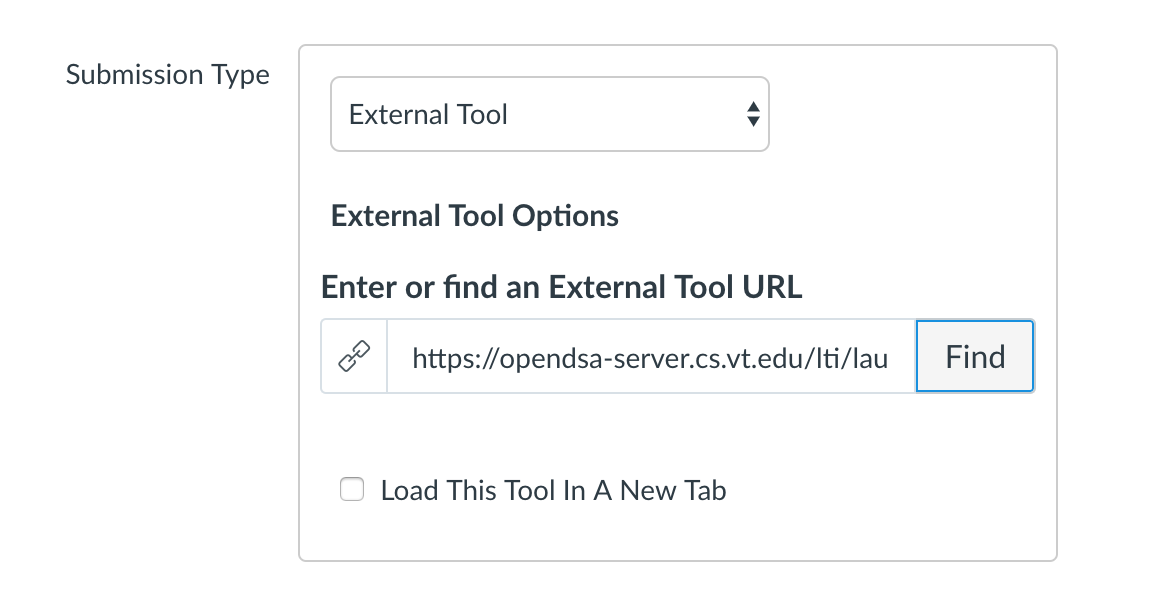 Submission Type
External Tool
External Tool Options
Enter or find an External Tool URL
https://opendsa-server.cs.vt.edu/lti/lau
Find
Load This Tool In A New Tab